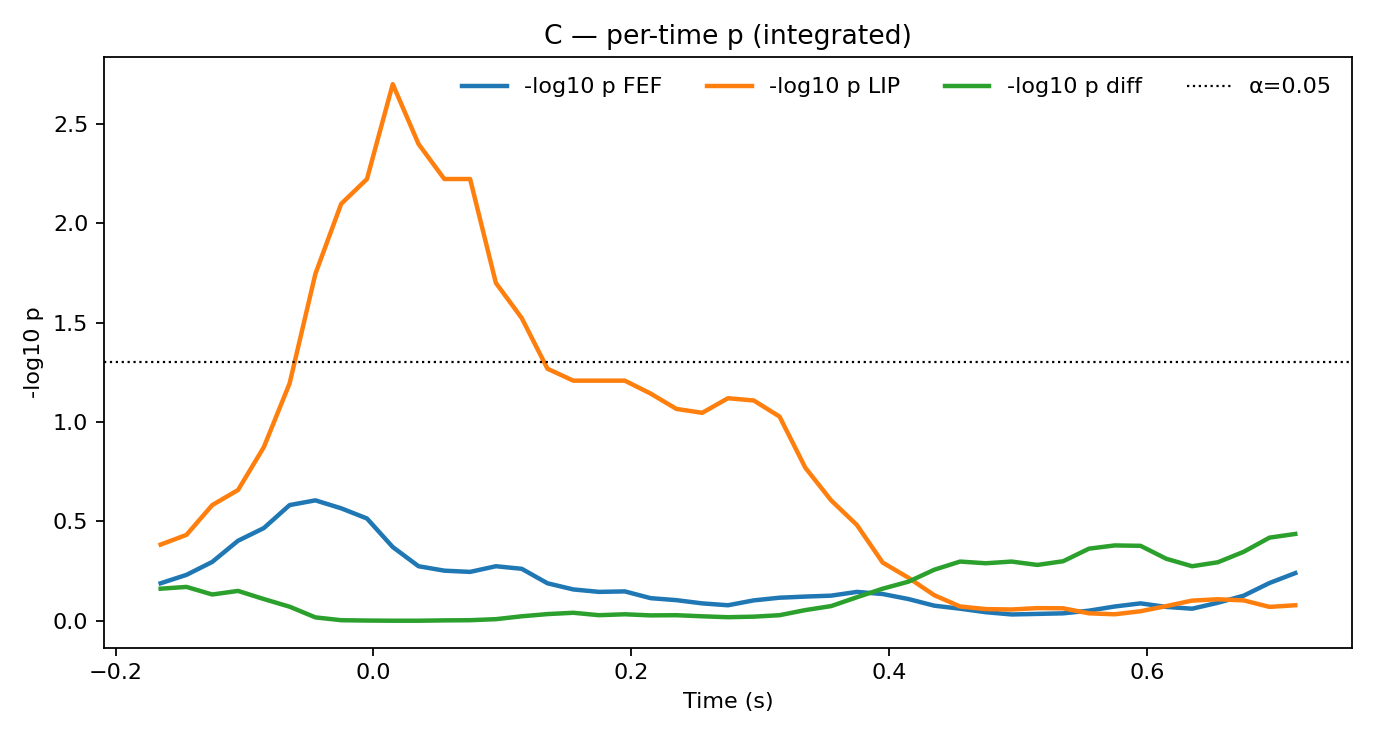 C — per-time p (integrated)
-log10 p FEF
-log10 p LIP
-log10 p diff
α=0.05
-log10 p
2.5
2.0
1.5
1.0
0.5
0.0
−0.2
0.0
0.2
0.4
0.6
Time (s)